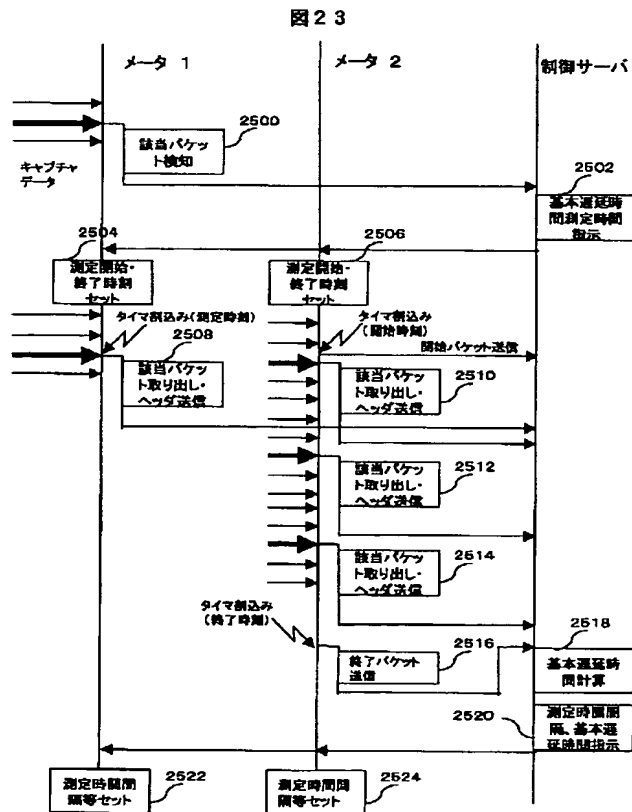 図23
メータ 1
メータ 2
制御サーバ
2500
該当パケッ
ト検知
キャプチャ
データ
2502
基本遅延時
間測定時間
指示
2504
測定開始・
終了時刻
セット
2506
測定開始・
終了時刻
セット
タイマ割込み(測定時刻)
タイマ割込み
(開始時刻)
開始パケット送信
2508
該当パケッ
ト取り出し・
ヘッダ送信
2510
該当パケッ
ト取り出し・
ヘッダ送信
2512
該当パケッ
ト取り出し・
ヘッダ送信
2514
該当パケッ
ト取り出し・
ヘッダ送信
タイマ割込み
(終了時刻)
2516
終了パケット
送信
2518
基本遅延時
間計算
2520
測定時間間
隔、基本遅
延時間指示
2522
測定時間間
隔等セット
2524
測定時間間
隔等セット